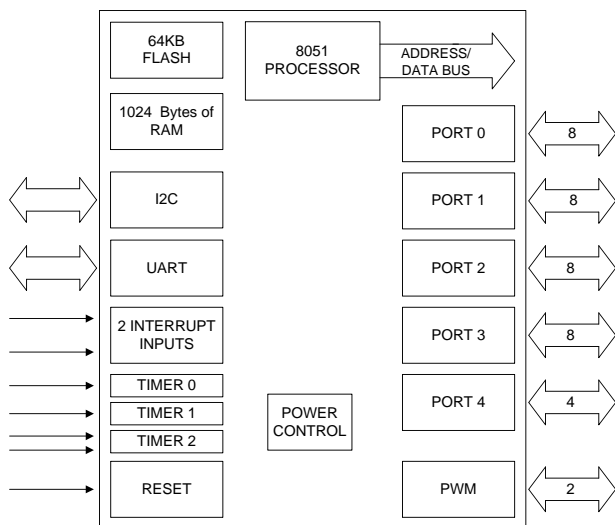 64KB
FLASH
8051
PROCESSOR
ADDRESS/
DATA BUS
1024 Bytes of
RAM
PORT 0
8
I2C
PORT 1
8
UART
PORT 2
8
2 INTERRUPT
INPUTS
PORT 3
8
TIMER 0
TIMER 1
TIMER 2
POWER
CONTROL
PORT 4
4
RESET
PWM
2